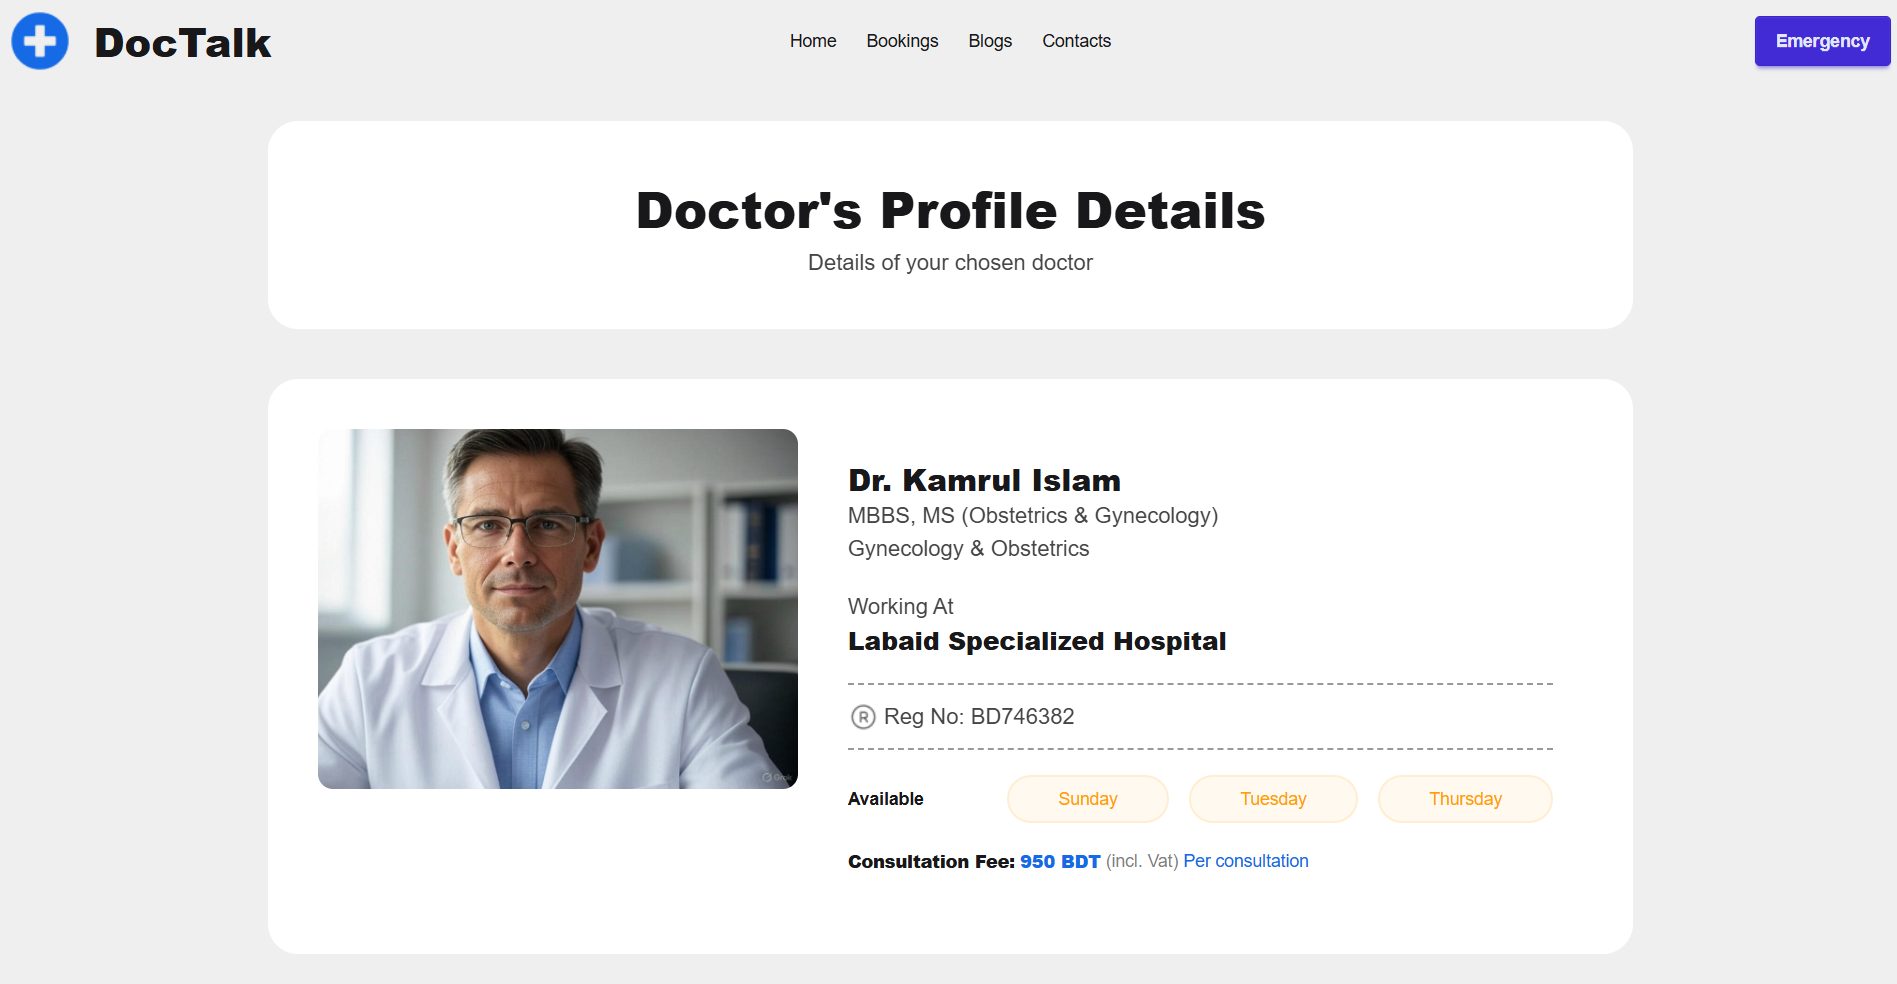 DocTalk
Home Bookings Blogs Contacts
Emergency
Doctor's Profile Details
Details of your chosen doctor
Dr. Kamrul Islam
MBBS, MS (Obstetrics & Gynecology)
Gynecology & Obstetrics
Working At
Labaid Specialized Hospital
® Reg No: BD746382
Available Sunday Tuesday Thursday
Consultation Fee: 950 BDT (incl. Vat) Per consultation
Grok